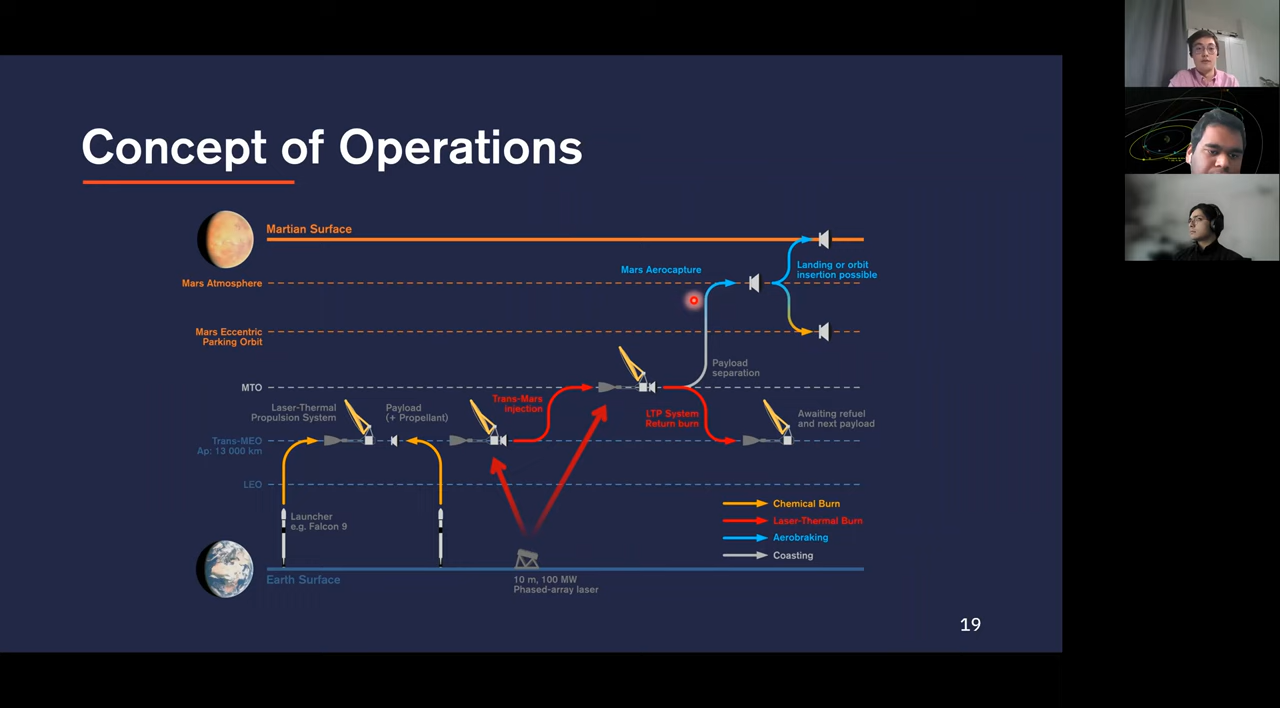 Concept of Operations
Martian Surface
Mars Aerocapture
Landing or orbit
insertion possible
Mars Atmosphere
Mars Eccentric
Parking Orbit
Payload
separation
MTO
Laser-Thermal
Propulsion System
Payload
(+ Propellant)
Trans-Mars
injection
LTP System
Return burn
Awaiting refuel
and next payload
Trans-MEO
Ap: 13 000 km
LEO
Launcher
e.g. Falcon 9
Chemical Burn
Laser-Thermal Burn
Aerobraking
Coasting
Earth Surface
10 m, 100 MW
Phased-array laser
19